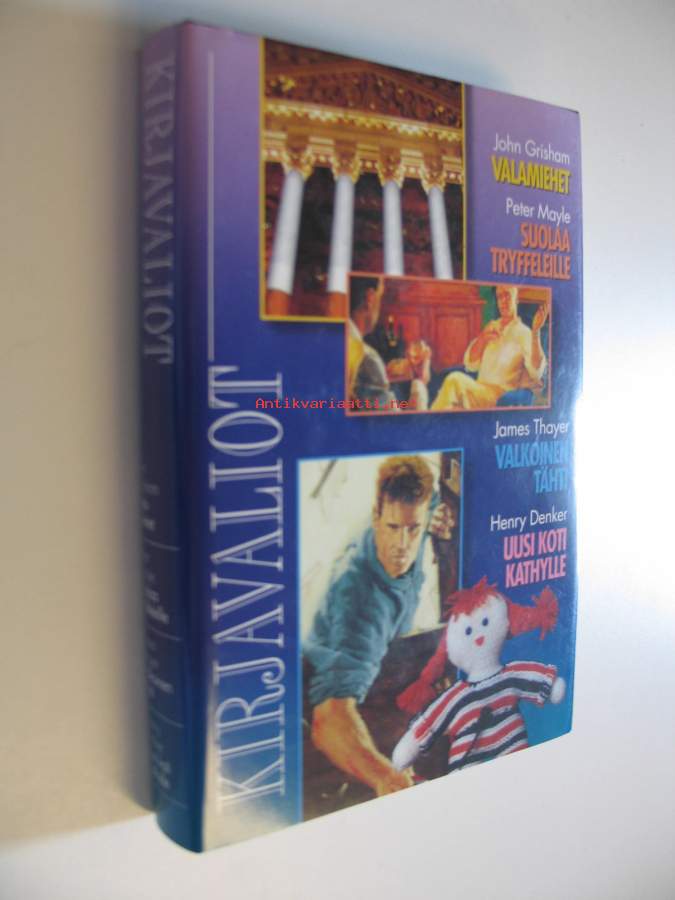 KIRJAVALIOT
KIRJAVALIOT
John Grisham
VALAMIEHET
Peter Mayle
SUOLAA
TRYFFELEILLE
Antikvariaatti.net
James Thayer
VALKOINEN
TÄHTI
Henry Denker
UUSI KOTI
KATHYLLE